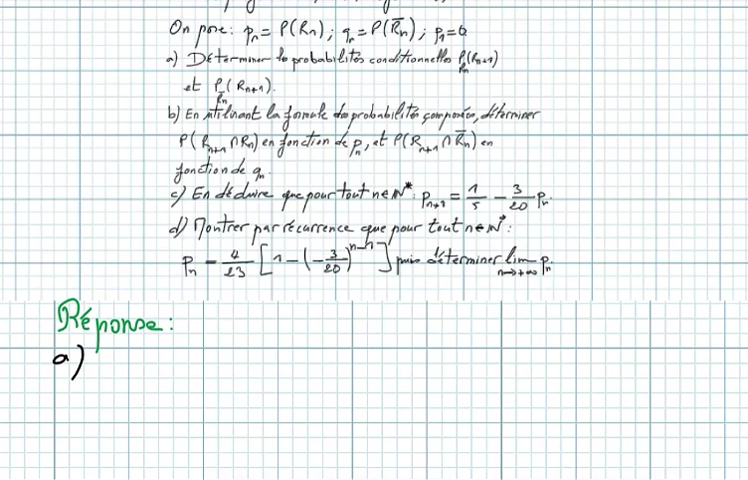 On pose: pₙ = P(Rₙ); qₙ = P(R̅ₙ); p₁ = 0
a) Déterminer les probabilités conditionnelles P_Rₙ(Rₙ₊₁)
et P_R̅ₙ(Rₙ₊₁).
b) En utilisant la formule des probabilités composées, déterminer
P(Rₙ₊₁ ∩ Rₙ) en fonction de pₙ, et P(Rₙ₊₁ ∩ R̅ₙ) en
fonction de qₙ.
c) En déduire que pour tout n∈ℕ*: pₙ₊₁ = 1/5 - 3/20 pₙ.
d) Montrer par récurrence que pour tout n∈ℕ*:
pₙ = 4/23 [1 - (-3/20)ⁿ⁻¹] puis déterminer lim n→+∞ pₙ
Réponse:
a)